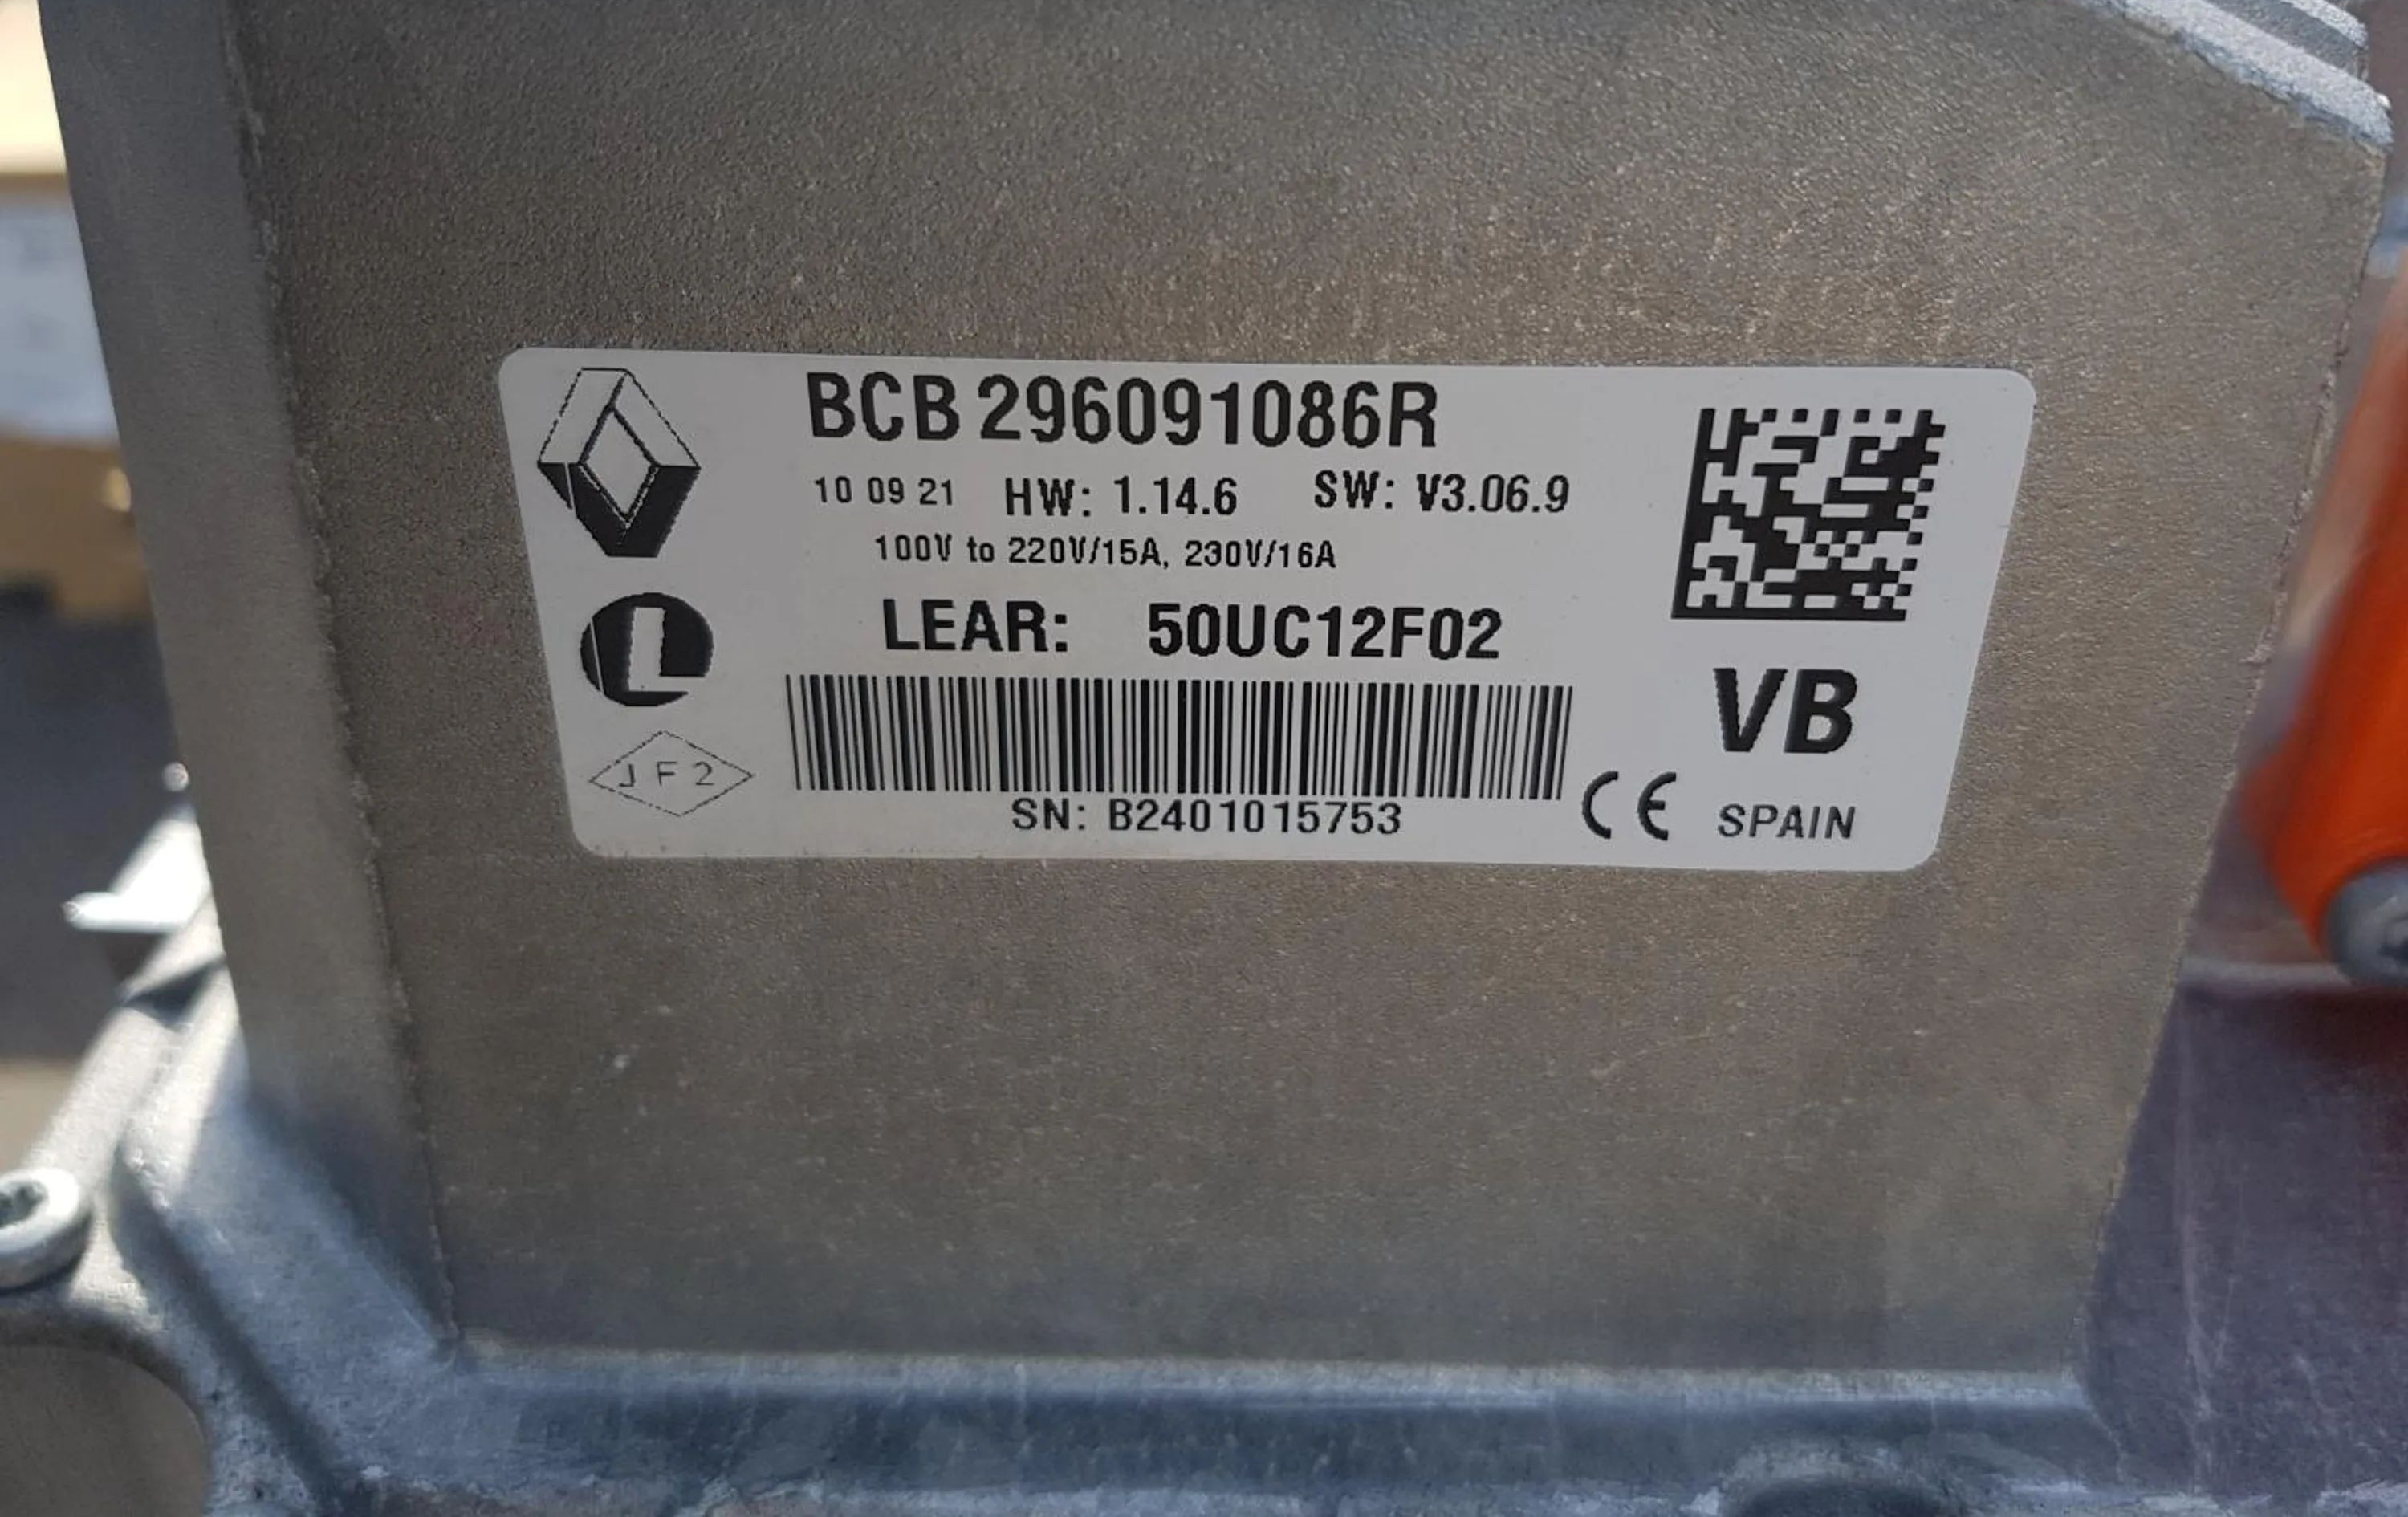 BCB 296091086R
10 09 21 HW: 1.14.6 SW: V3.06.9
100V to 220V/15A, 230V/16A
LEAR: 50UC12F02
L
VB
J F 2
SN: B2401015753
CE SPAIN